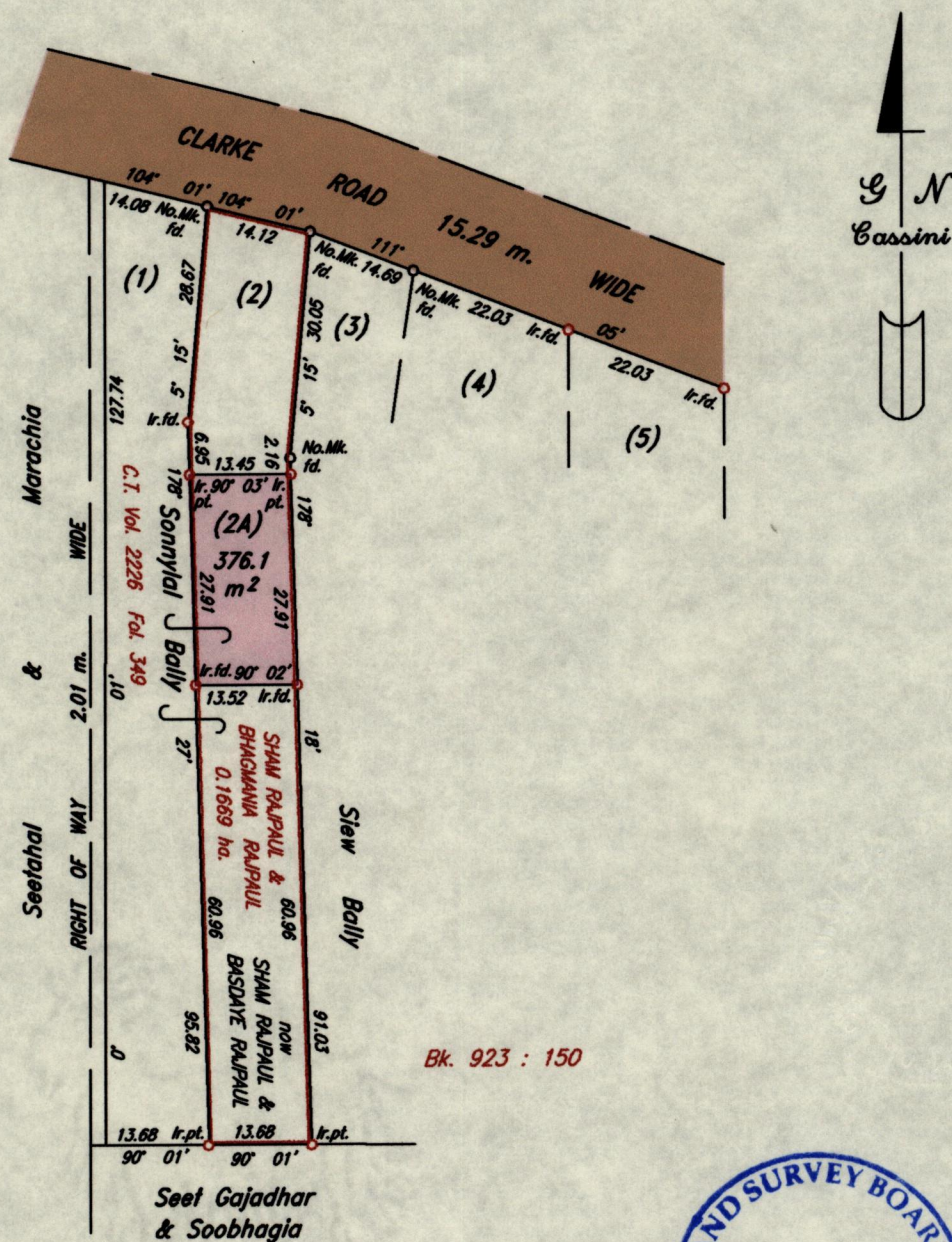 CLARKE ROAD 15.29 m. WIDE
G N
Cassini
104° 01'
14.08 No.Mk. fd.
104° 01'
14.12
No.Mk. fd.
111° 05'
14.69
No.Mk. fd.
22.03
Ir.fd.
22.03
Ir.fd.
(1)
(2)
(3)
(4)
(5)
28.67
15'
5'
Ir.fd.
30.05
15'
5'
No.Mk. fd.
6.95
2.16
13.45
Ir. pt.
90° 03'
Ir. pt.
178°
178°
(2A)
376.1
m²
27.91
27.91
Ir.fd. 90° 02'
13.52 Ir.fd.
127.74
C.T. Vol. 2226 Fol. 349
Sonnylal Bally
Seetahal & Marachia
RIGHT OF WAY 2.01 m. WIDE
10'
0'
27'
18'
SHAM RAJPAUL &
BHAGMANIA RAJPAUL
0.1669 ha.
60.96
60.96
now
SHAM RAJPAUL &
BASDAYE RAJPAUL
95.82
91.03
Siew Bally
Bk. 923 : 150
13.68 Ir.pt.
13.68 Ir.pt.
90° 01'
90° 01'
Seet Gajadhar
& Soobhagia
ND SURVEY BOAR